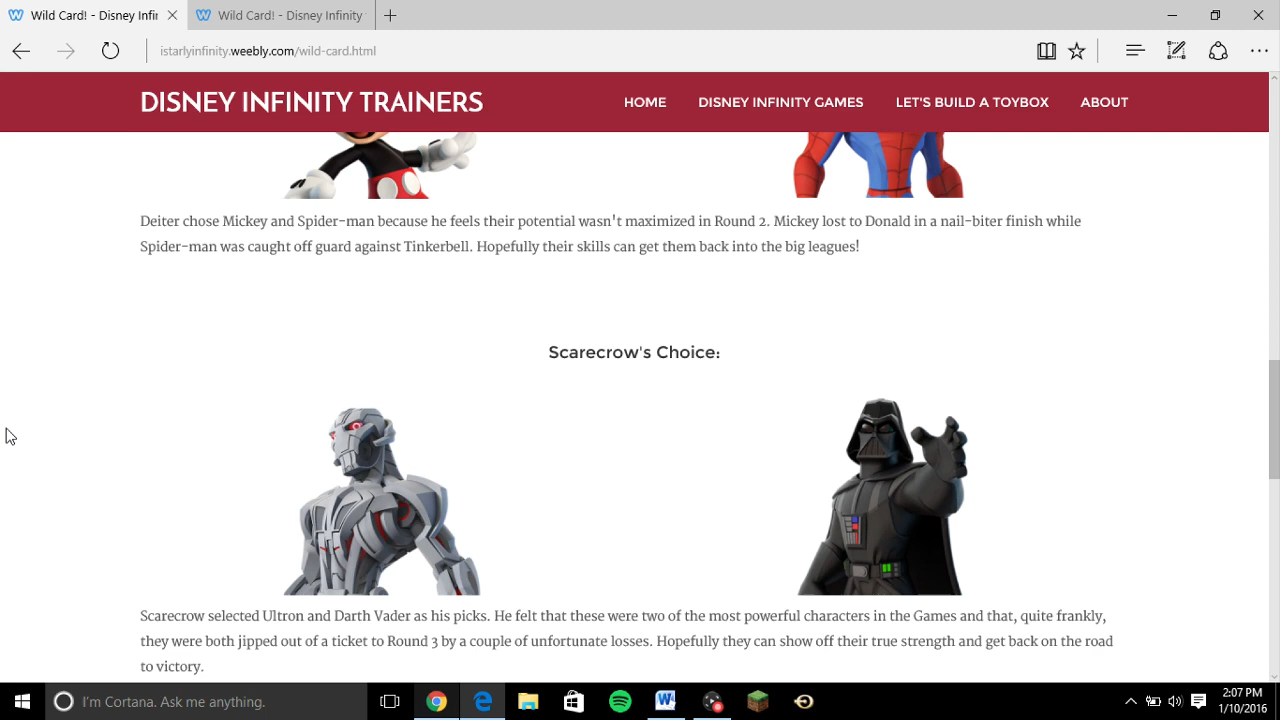 Wild Card! - Disney Infin
Wild Card! - Disney Infinity
istarlyinfinity.weebly.com/wild-card.html
DISNEY INFINITY TRAINERS
HOME DISNEY INFINITY GAMES LET'S BUILD A TOYBOX ABOUT
Deiter chose Mickey and Spider-man because he feels their potential wasn't maximized in Round 2. Mickey lost to Donald in a nail-biter finish while
Spider-man was caught off guard against Tinkerbell. Hopefully their skills can get them back into the big leagues!
Scarecrow's Choice:
Scarecrow selected Ultron and Darth Vader as his picks. He felt that these were two of the most powerful characters in the Games and that, quite frankly,
they were both jipped out of a ticket to Round 3 by a couple of unfortunate losses. Hopefully they can show off their true strength and get back on the road
to victory.
I'm Cortana. Ask me anything.
2:07 PM
1/10/2016